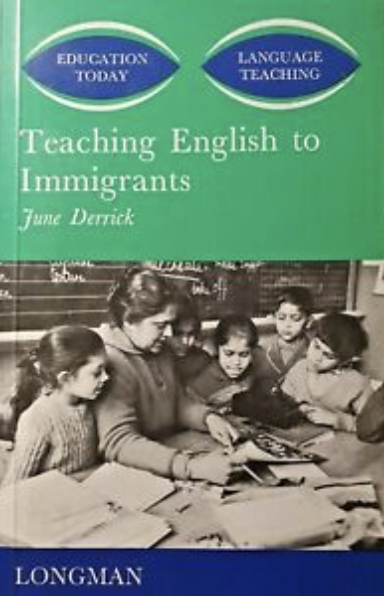 EDUCATION
TODAY
LANGUAGE
TEACHING
Teaching English to
Immigrants
June Derrick
LONGMAN